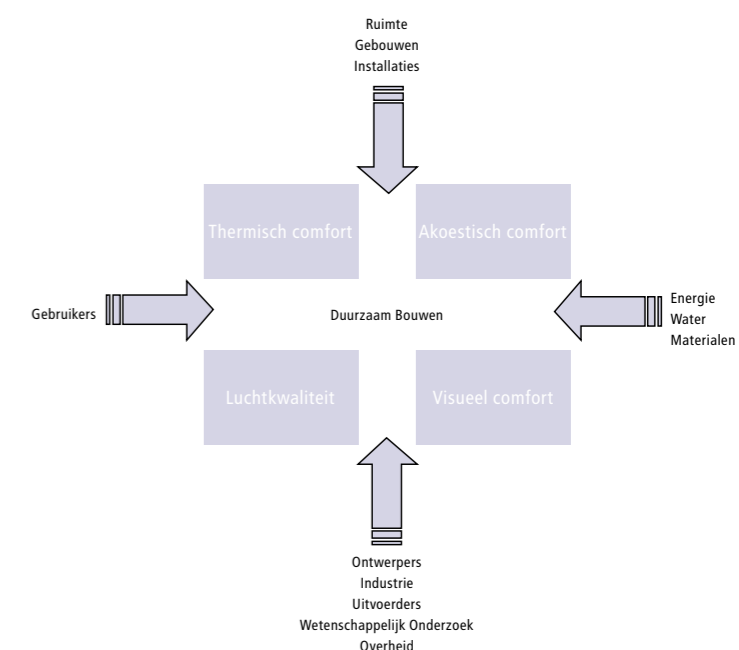 Ruimte
Gebouwen
Installaties
Thermisch comfort
Akoestisch comfort
Gebruikers
Duurzaam Bouwen
Energie
Water
Materialen
Luchtkwaliteit
Visueel comfort
Ontwerpers
Industrie
Uitvoerders
Wetenschappelijk Onderzoek
Overheid